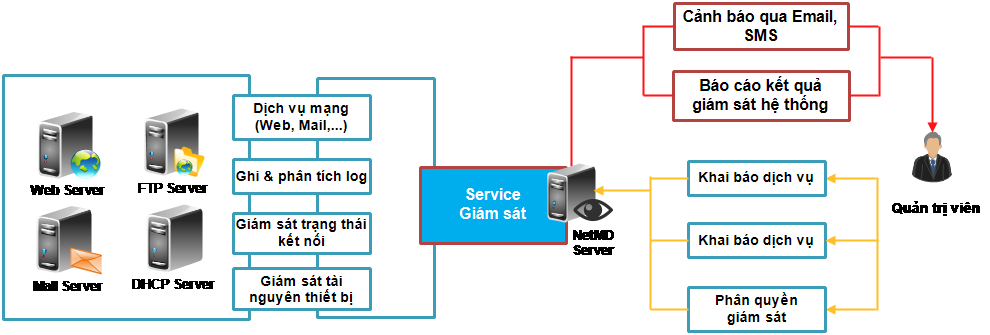 Cảnh báo qua Email,
SMS
Báo cáo kết quả
giám sát hệ thống
Dịch vụ mạng
(Web, Mail,...)
Web Server
FTP Server
Ghi & phân tích log
Service
Giám sát
Khai báo dịch vụ
Quản trị viên
Giám sát trạng thái
kết nối
NetMD
Server
Khai báo dịch vụ
Mail Server
DHCP Server
Giám sát tài
nguyên thiết bị
Phân quyền
giám sát